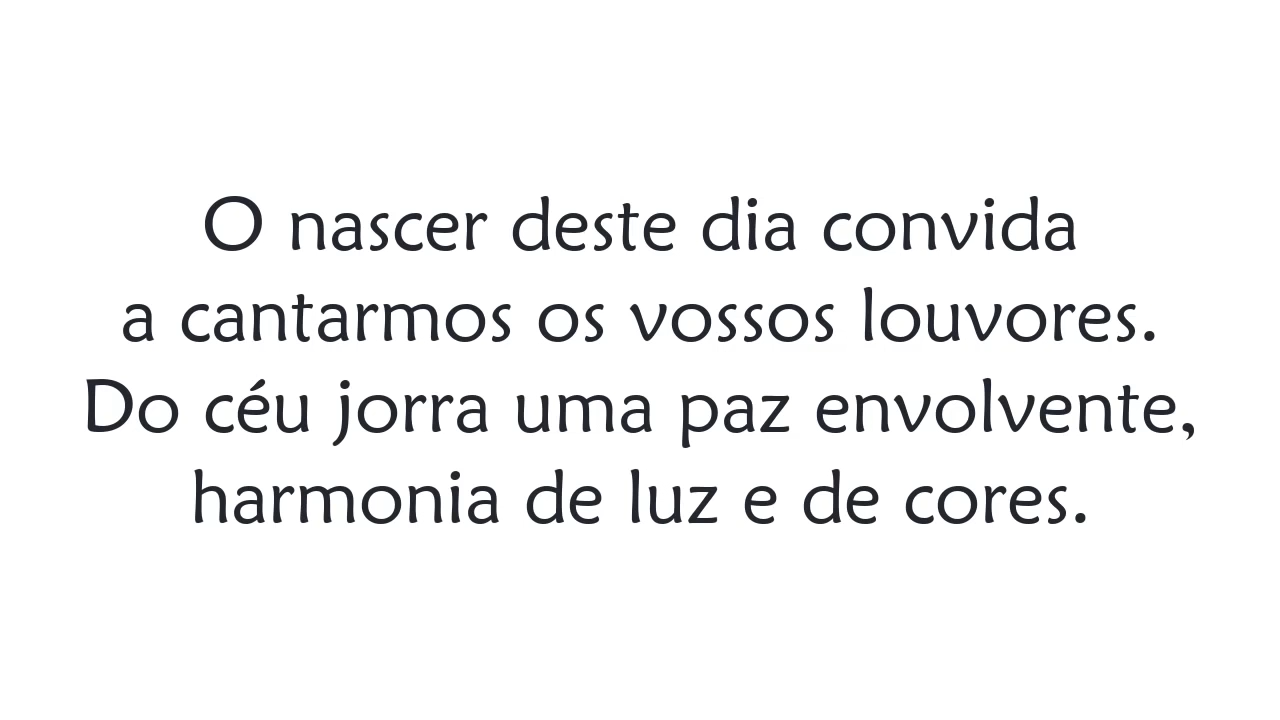 O nascer deste dia convida
a cantarmos os vossos louvores.
Do céu jorra uma paz envolvente,
harmonia de luz e de cores.